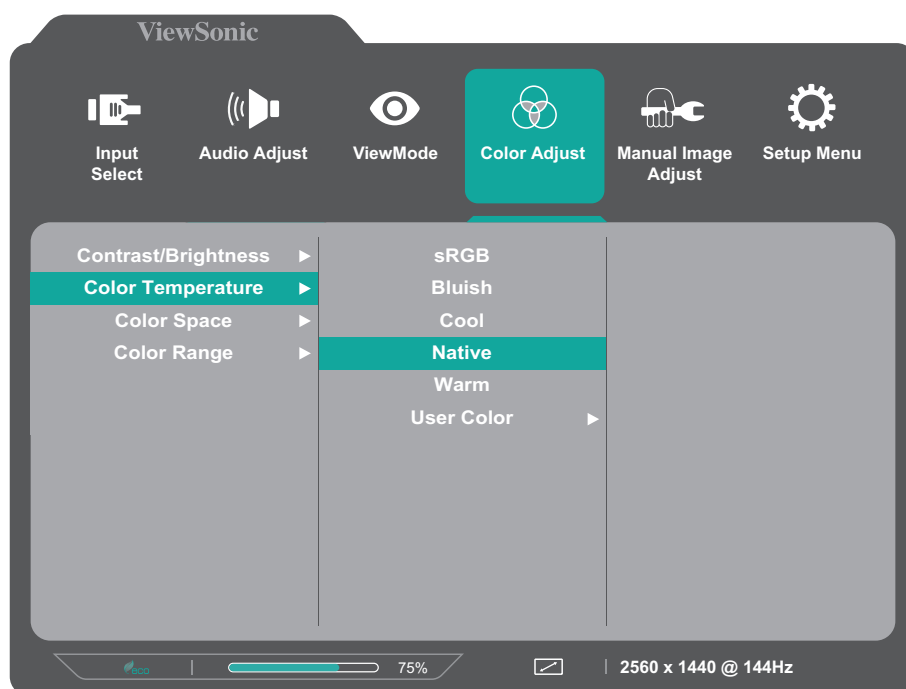 ViewSonic
Input Select
Audio Adjust
ViewMode
Color Adjust
Manual Image Adjust
Setup Menu
Contrast/Brightness
Color Temperature
Color Space
Color Range
sRGB
Bluish
Cool
Native
Warm
User Color
eco
75%
2560 x 1440 @ 144Hz